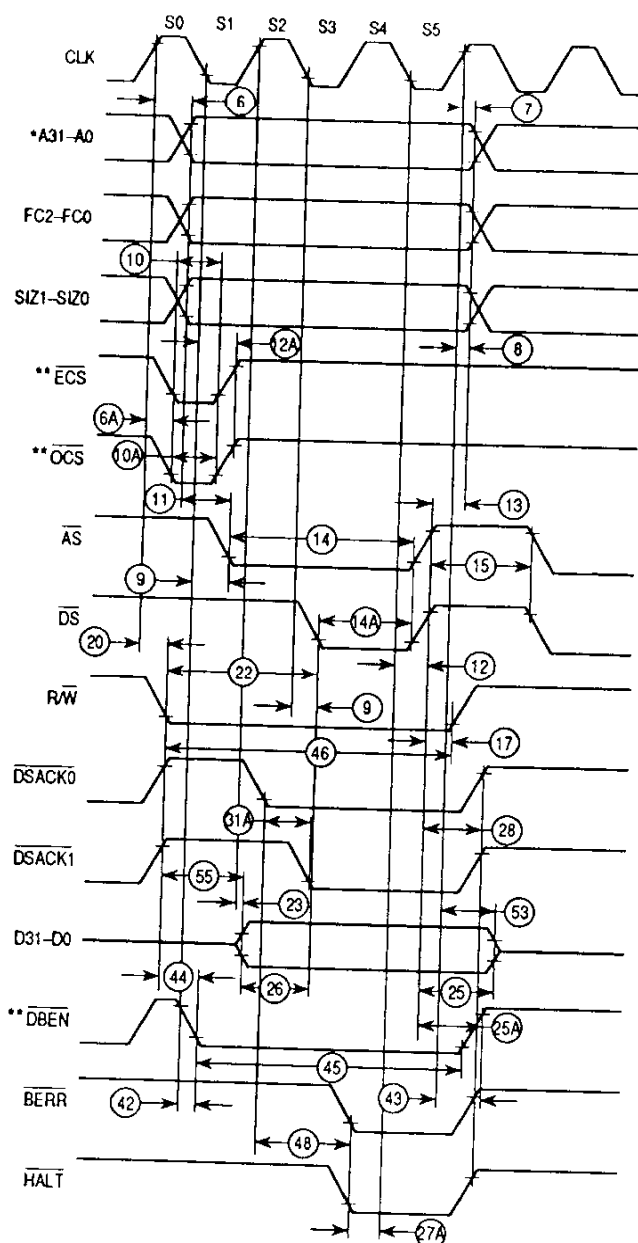 S0 S1 S2 S3 S4 S5
CLK
6 7
*A31–A0
FC2–FC0
10
SIZ1–SIZ0
12A 8
**ECS
6A
**OCS
10A
11 13
AS
14
15
9
DS
14A
20
22 12
R/W
9
17
46
DSACK0
31A 28
DSACK1
55
23 53
D31–D0
44 26 25
**DBEN
25A
45
BERR
42 43
48
HALT
27A